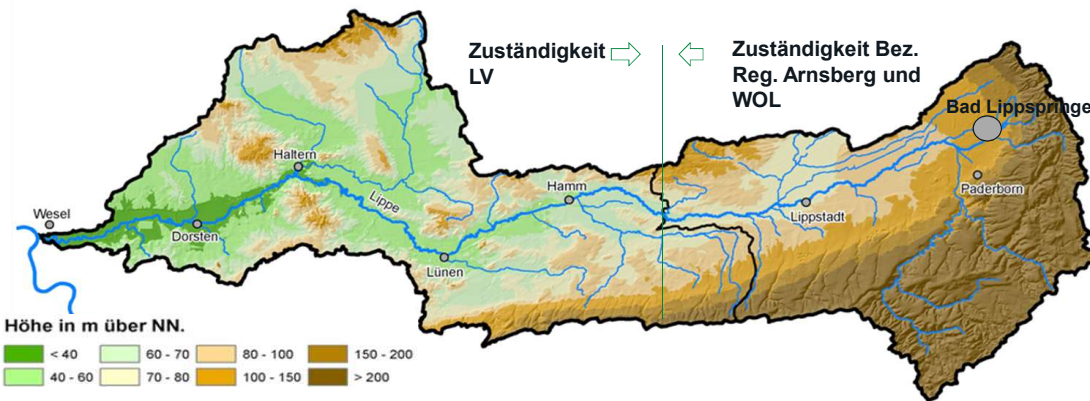 Zuständigkeit
LV
Zuständigkeit Bez.
Reg. Arnsberg und
WOL
Bad Lippspringe
Haltern
Hamm
Paderborn
Lippe
Lippstadt
Wesel
Dorsten
Lünen
Höhe in m über NN.
< 40
60 - 70
80 - 100
150 - 200
40 - 60
70 - 80
100 - 150
> 200